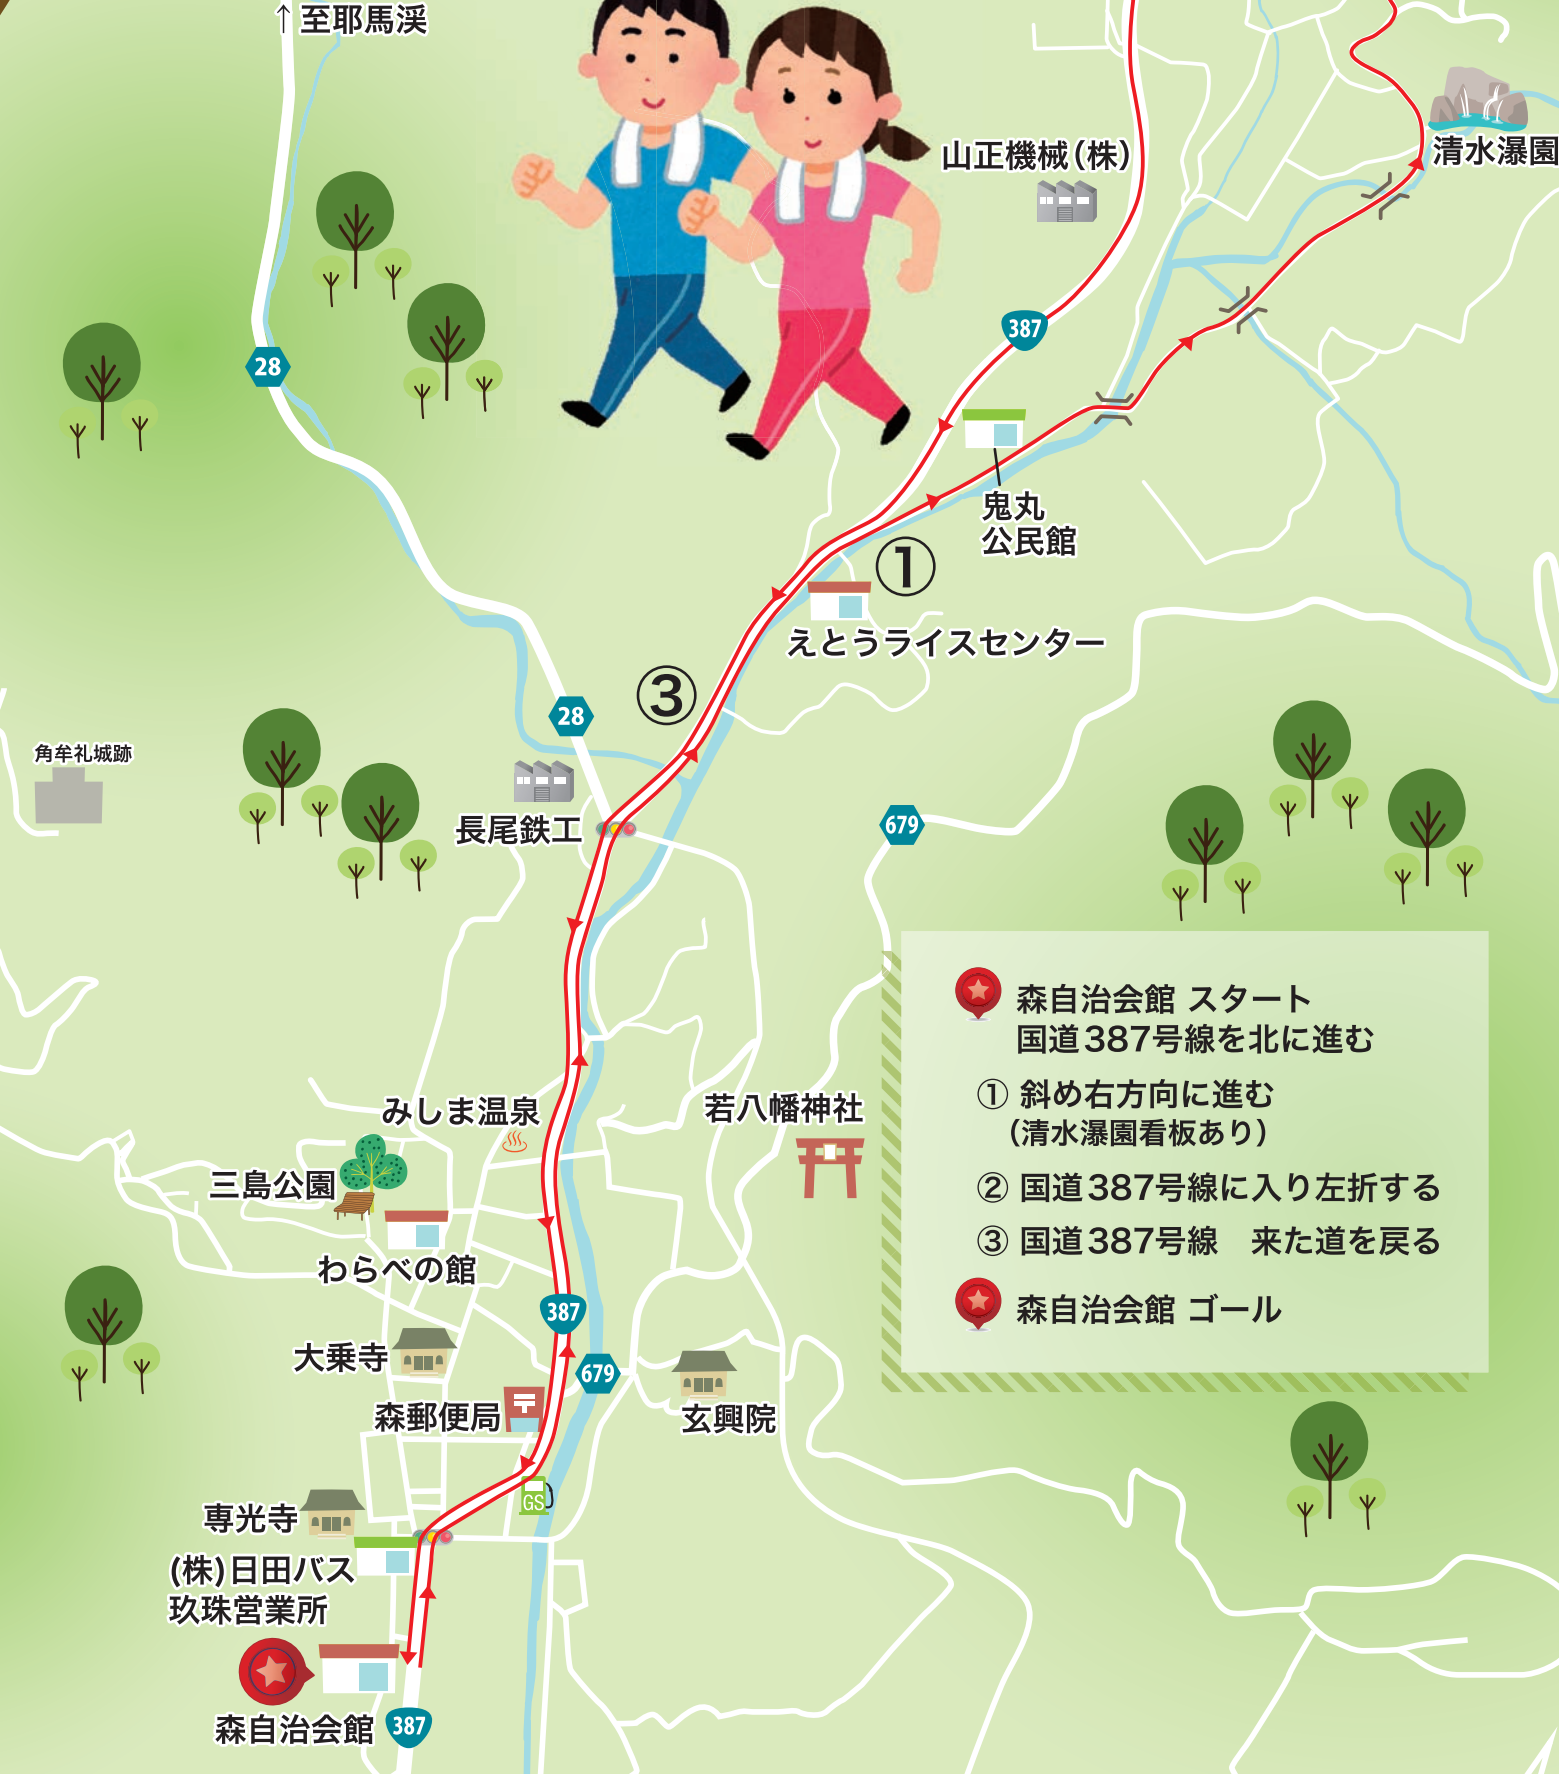 ↑至耶馬渓
山正機械(株)
清水瀑園
387
28
鬼丸
公民館
①
えとうライスセンター
③
28
角牟礼城跡
長尾鉄工
679
森自治会館 スタート
国道387号線を北に進む
① 斜め右方向に進む
(清水瀑園看板あり)
② 国道387号線に入り左折する
③ 国道387号線 来た道を戻る
森自治会館 ゴール
みしま温泉
若八幡神社
三島公園
わらべの館
387
大乗寺
679
森郵便局
玄興院
GS
専光寺
(株)日田バス
玖珠営業所
森自治会館
387